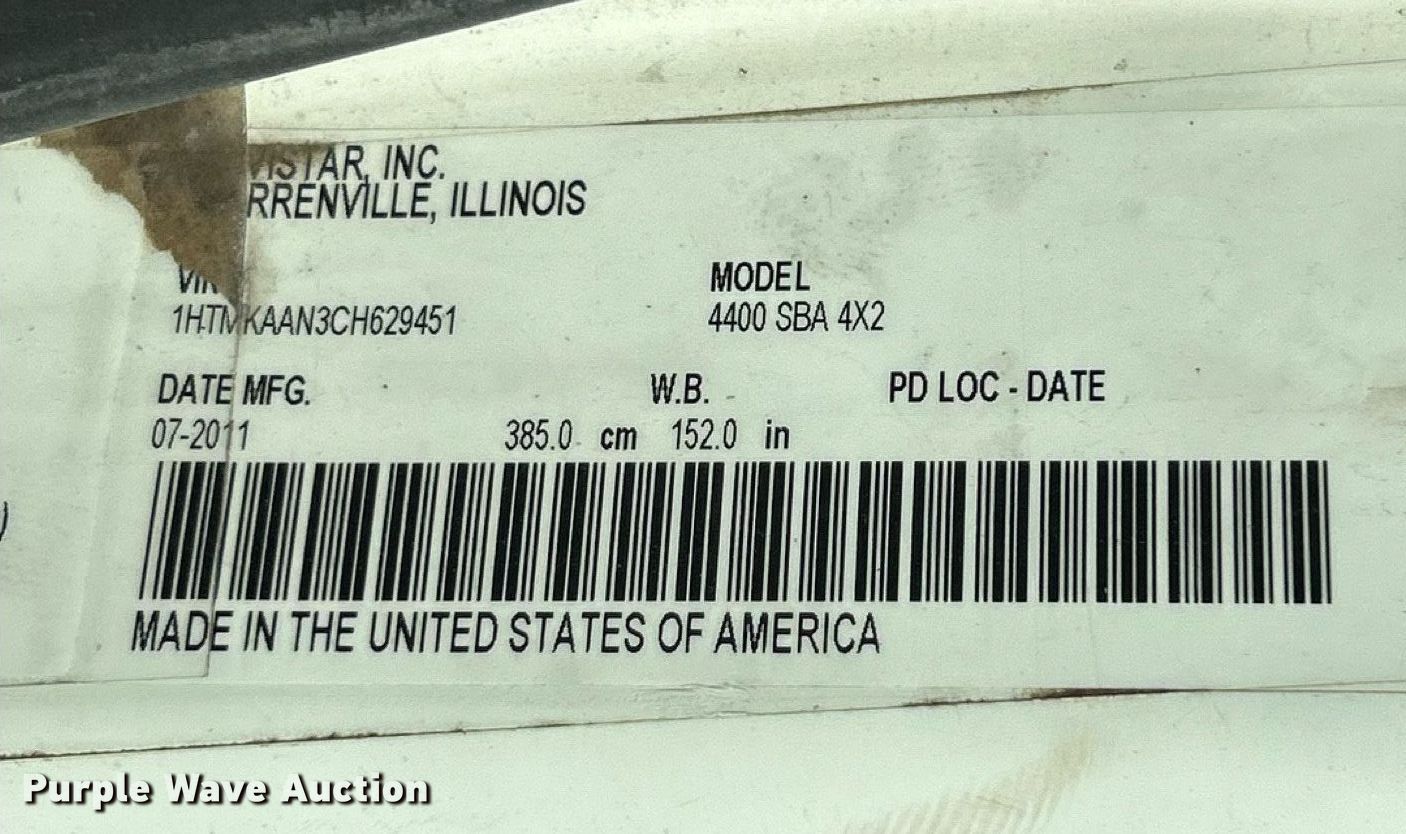 VISTAR, INC.
RRENVILLE, ILLINOIS
VIN
MODEL
1HTMKAAN3CH629451
4400 SBA 4X2
DATE MFG.
W.B.
PD LOC - DATE
07-2011
385.0 cm 152.0 in
MADE IN THE UNITED STATES OF AMERICA
Purple Wave Auction